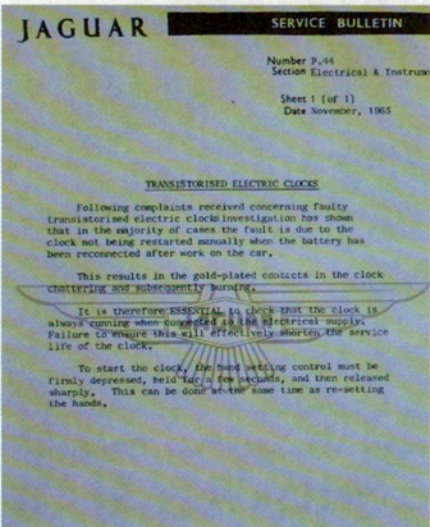 JAGUAR
SERVICE BULLETIN
Number P.44
Section Electrical & Instrume
Sheet 1 (of 1)
Date November, 1965
TRANSISTORISED ELECTRIC CLOCKS
Following complaints received concerning faulty
transistorised electric clocks investigation has shown
that in the majority of cases the fault is due to the
clock not being restarted manually when the battery has
been reconnected after work on the car.
This results in the gold-plated contacts in the clock
chattering and subsequently burning.
It is therefore ESSENTIAL to check that the clock is
always running when connected to the electrical supply.
Failure to ensure this will effectively shorten the service
life of the clock.
To start the clock, the hand setting control must be
firmly depressed, held for a few seconds, and then released
sharply. This can be done at the same time as re-setting
the hands.